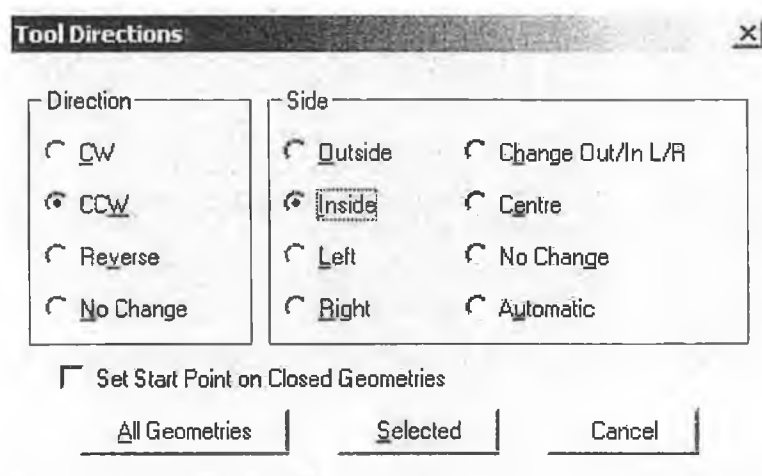 Tool Directions
Direction
CW
CCW
Reverse
No Change
Side
Outside
Inside
Left
Right
Change Out/In L/R
Centre
No Change
Automatic
Set Start Point on Closed Geometries
All Geometries
Selected
Cancel